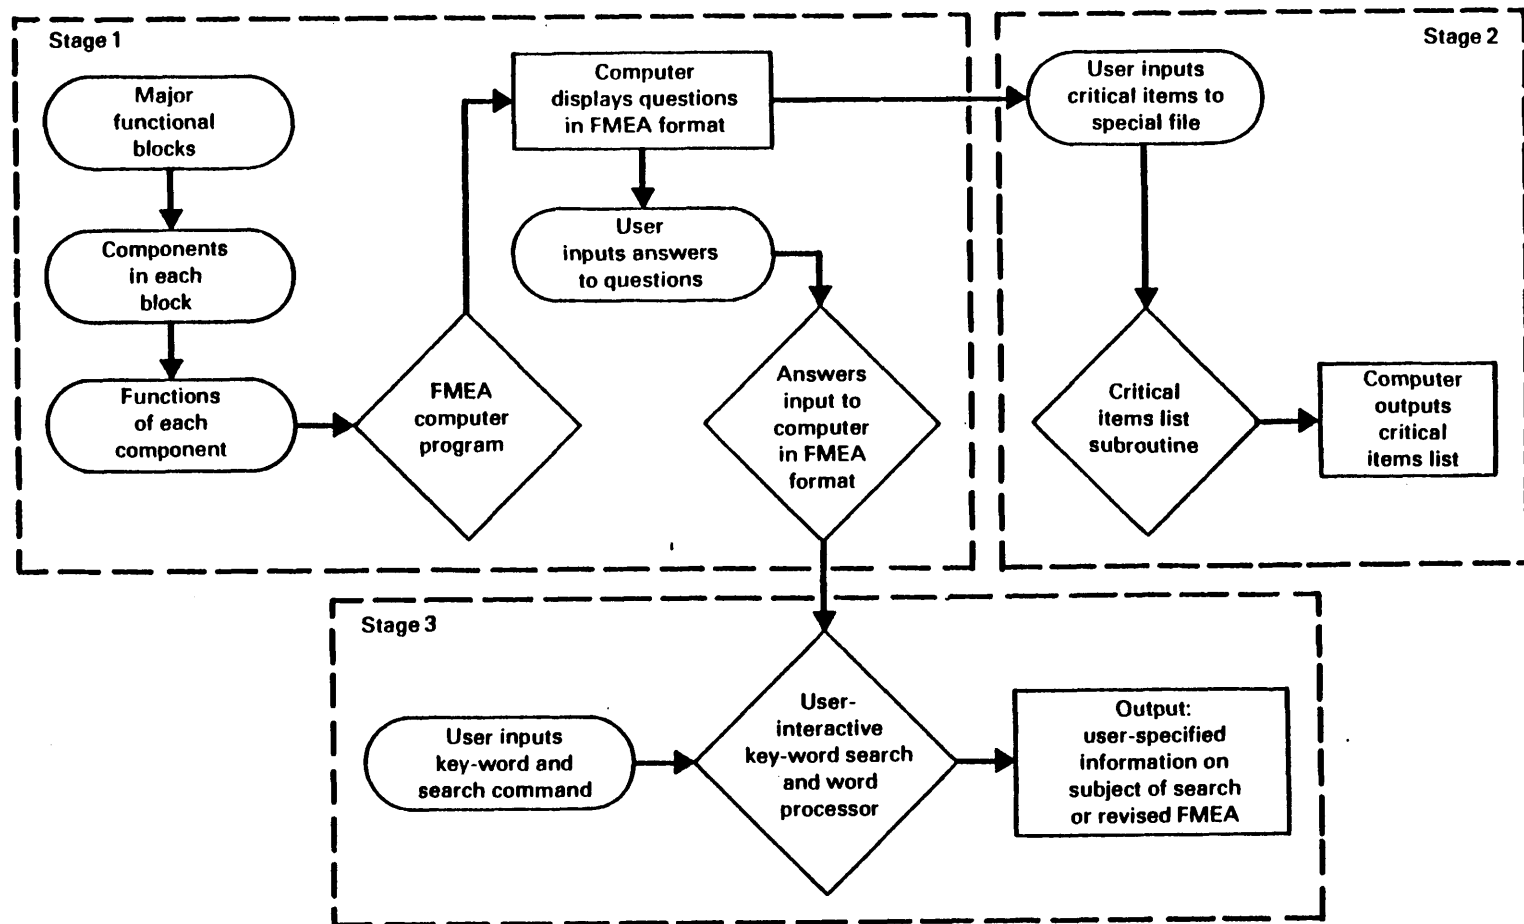 Stage 1
Major
functional
blocks
Components
in each
block
Functions
of each
component
FMEA
computer
program
Computer
displays questions
in FMEA format
User
inputs answers
to questions
Answers
input to
computer
in FMEA
format
Stage 2
User inputs
critical items to
special file
Critical
items list
subroutine
Computer
outputs
critical
items list
Stage 3
User inputs
key-word and
search command
User-
interactive
key-word search
and word
processor
Output:
user-specified
information on
subject of search
or revised FMEA